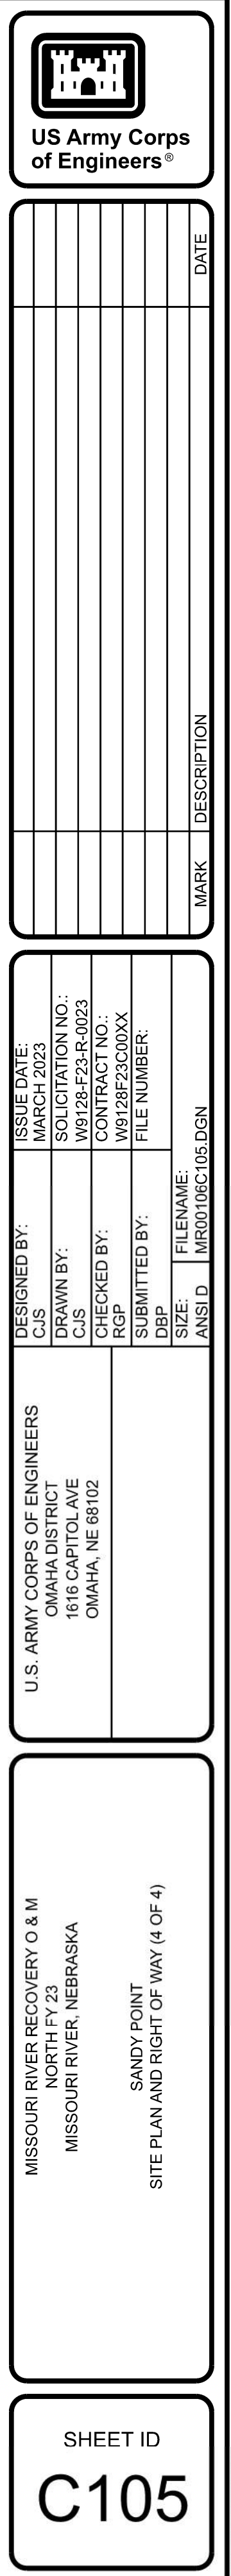 US Army Corps
of Engineers®
MARK
DESCRIPTION
DATE
DESIGNED BY:
CJS
ISSUE DATE:
MARCH 2023
DRAWN BY:
CJS
SOLICITATION NO.:
W9128-F23-R-0023
CHECKED BY:
RGP
CONTRACT NO.:
W9128F23C00XX
SUBMITTED BY:
DBP
FILE NUMBER:
SIZE:
ANSI D
FILENAME:
MR00106C105.DGN
U.S. ARMY CORPS OF ENGINEERS
OMAHA DISTRICT
1616 CAPITOL AVE
OMAHA, NE 68102
MISSOURI RIVER RECOVERY O & M
NORTH FY 23
MISSOURI RIVER, NEBRASKA
SANDY POINT
SITE PLAN AND RIGHT OF WAY (4 OF 4)
SHEET ID
C105